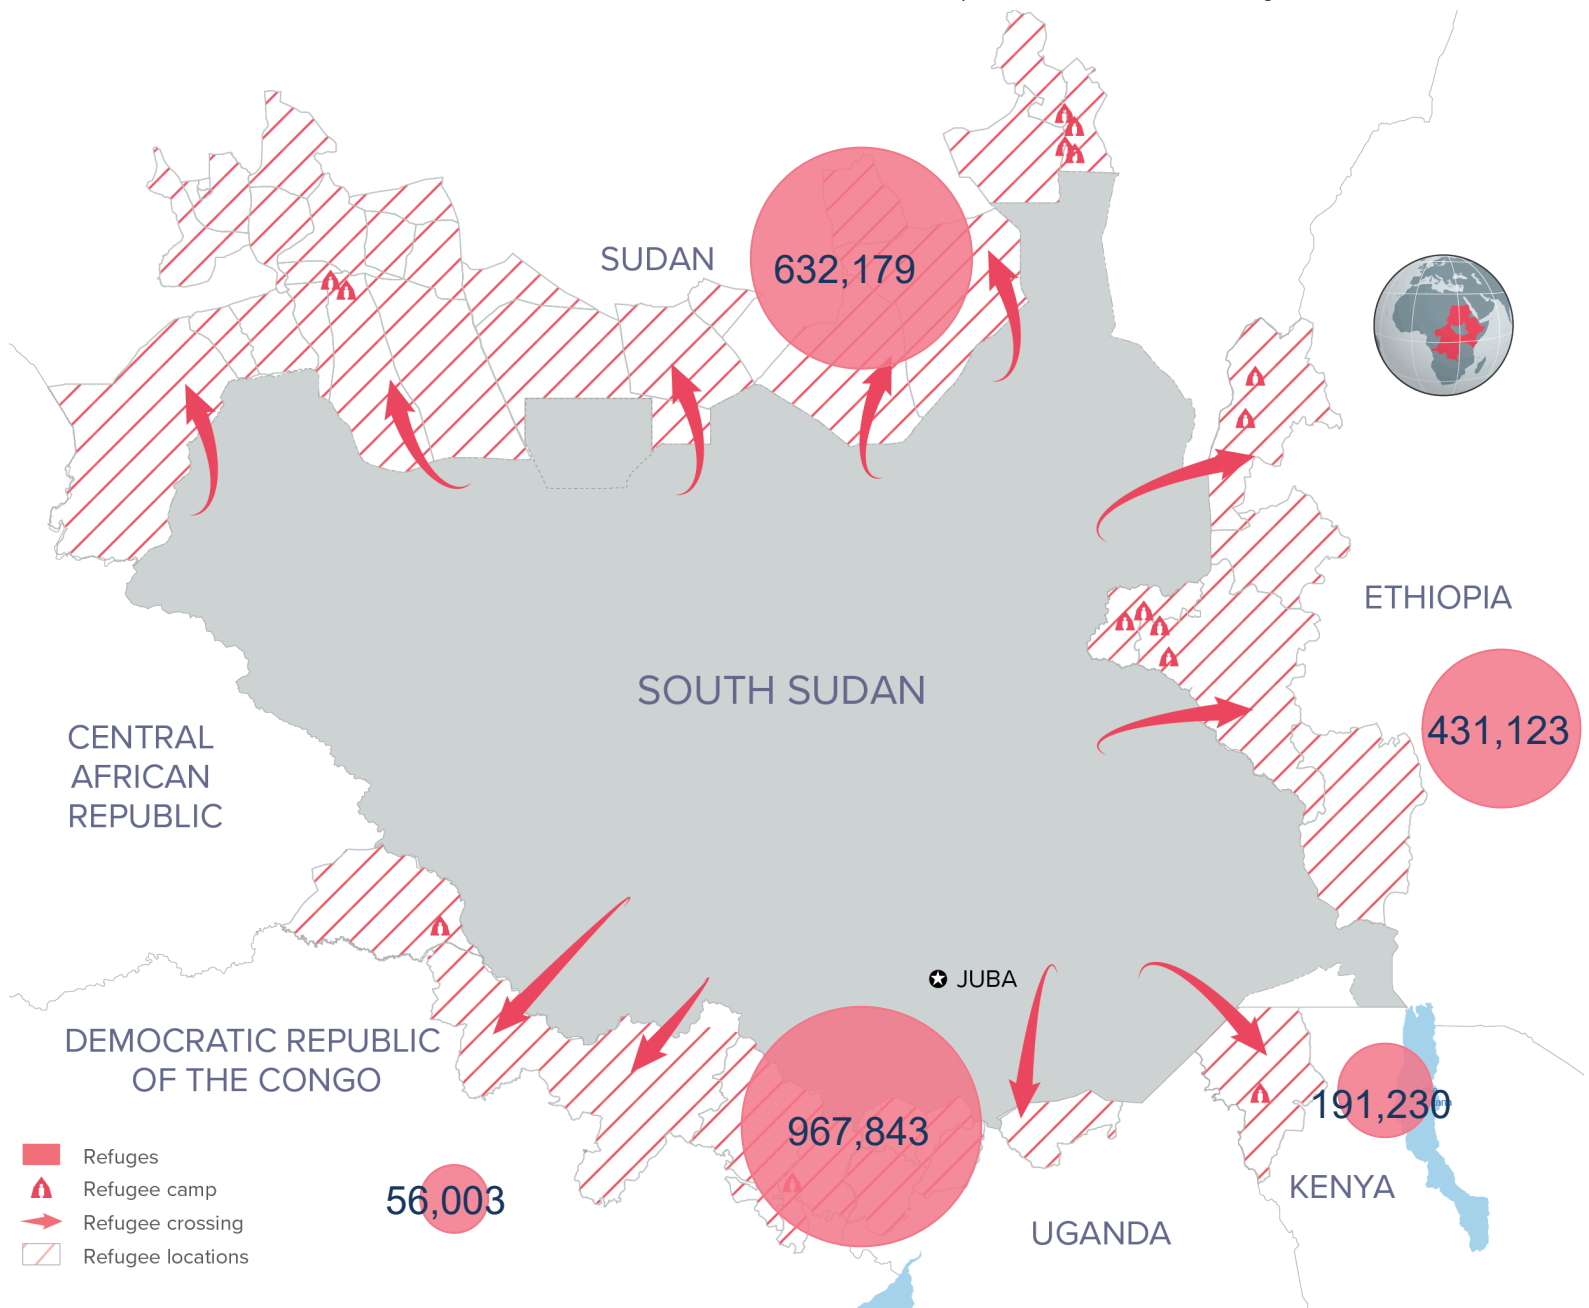 SUDAN
632,179
ETHIOPIA
431,123
SOUTH SUDAN
CENTRAL
AFRICAN
REPUBLIC
JUBA
DEMOCRATIC REPUBLIC
OF THE CONGO
967,843
191,230
KENYA
UGANDA
56,003
Refuges
Refugee camp
Refugee crossing
Refugee locations